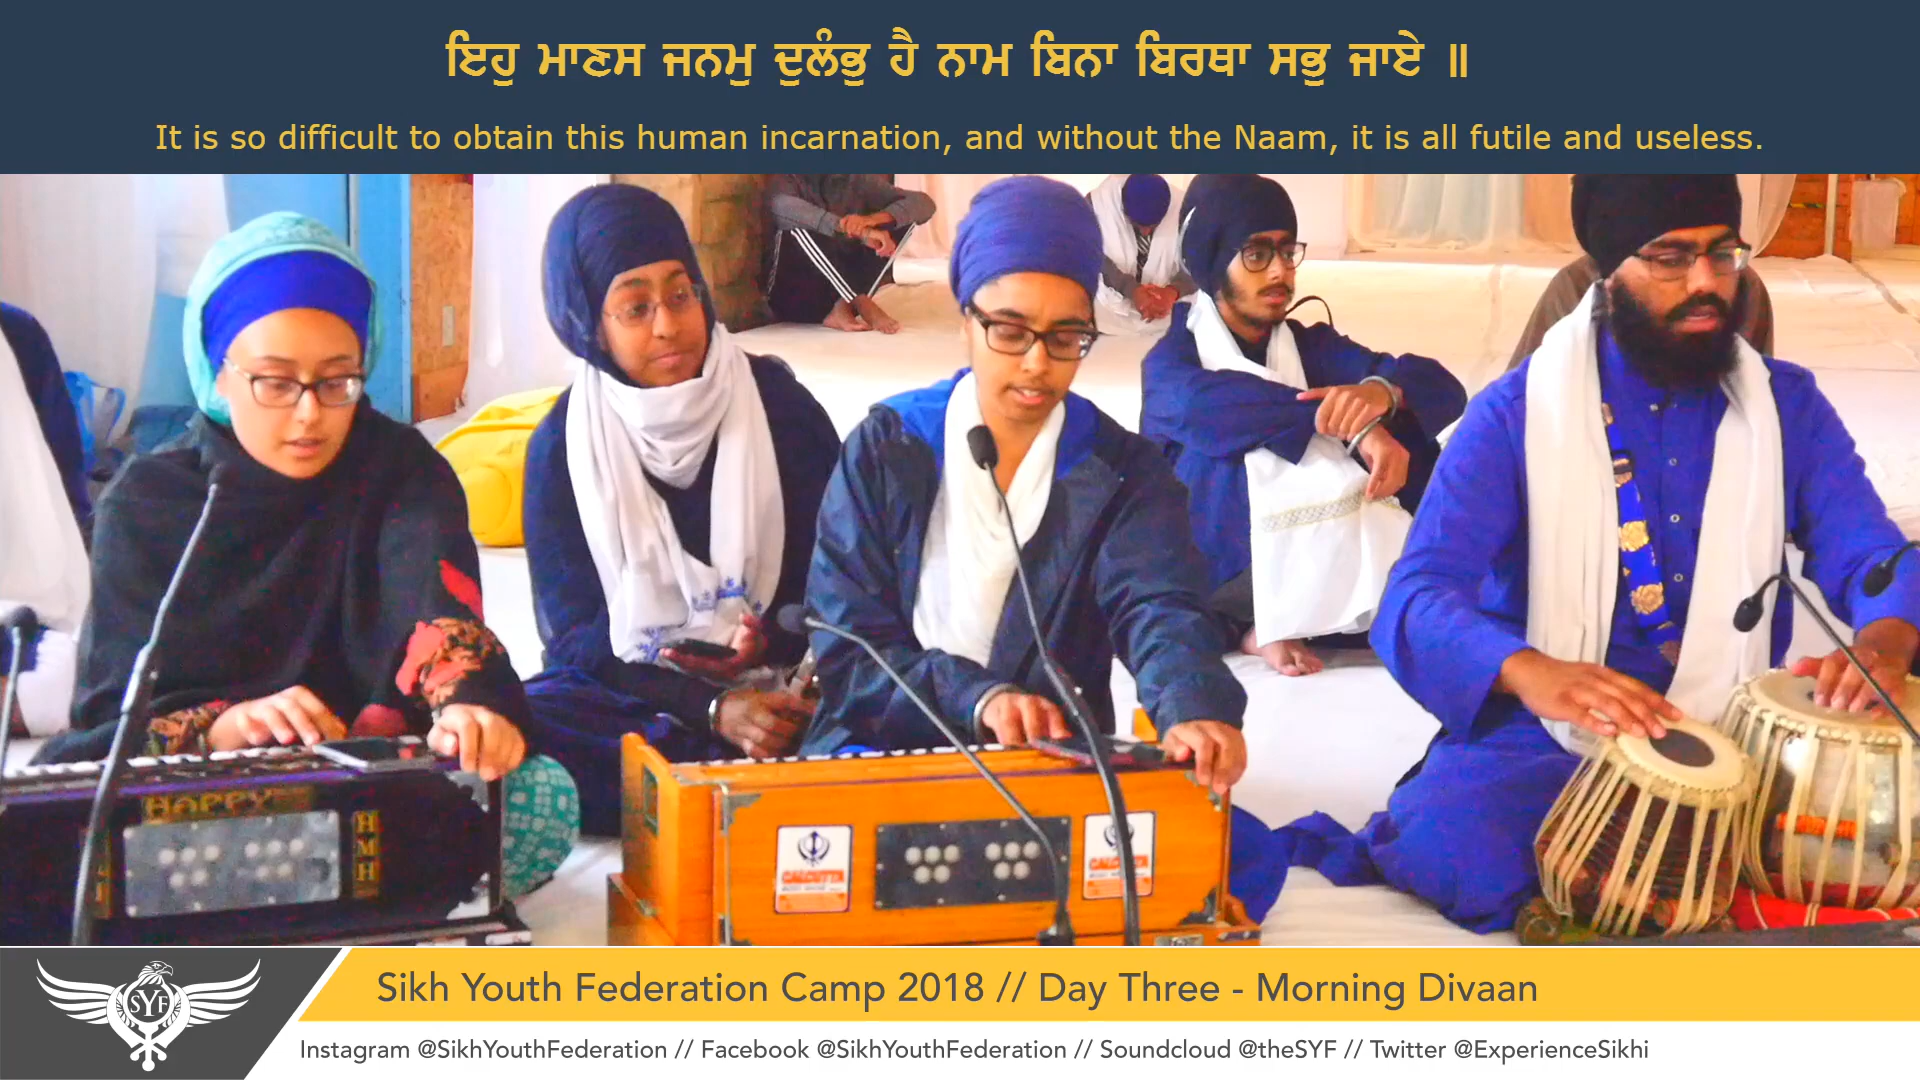 ਇਹੁ ਮਾਣਸ ਜਨਮੁ ਦੁਲੰਭੁ ਹੈ ਨਾਮ ਬਿਨਾ ਬਿਰਥਾ ਸਭੁ ਜਾਏ ॥
It is so difficult to obtain this human incarnation, and without the Naam, it is all futile and useless.
HAPPY
HMH
CALCUTTA
CALCUTTA
SYF
Sikh Youth Federation Camp 2018 // Day Three - Morning Divaan
Instagram @SikhYouthFederation // Facebook @SikhYouthFederation // Soundcloud @theSYF // Twitter @ExperienceSikhi